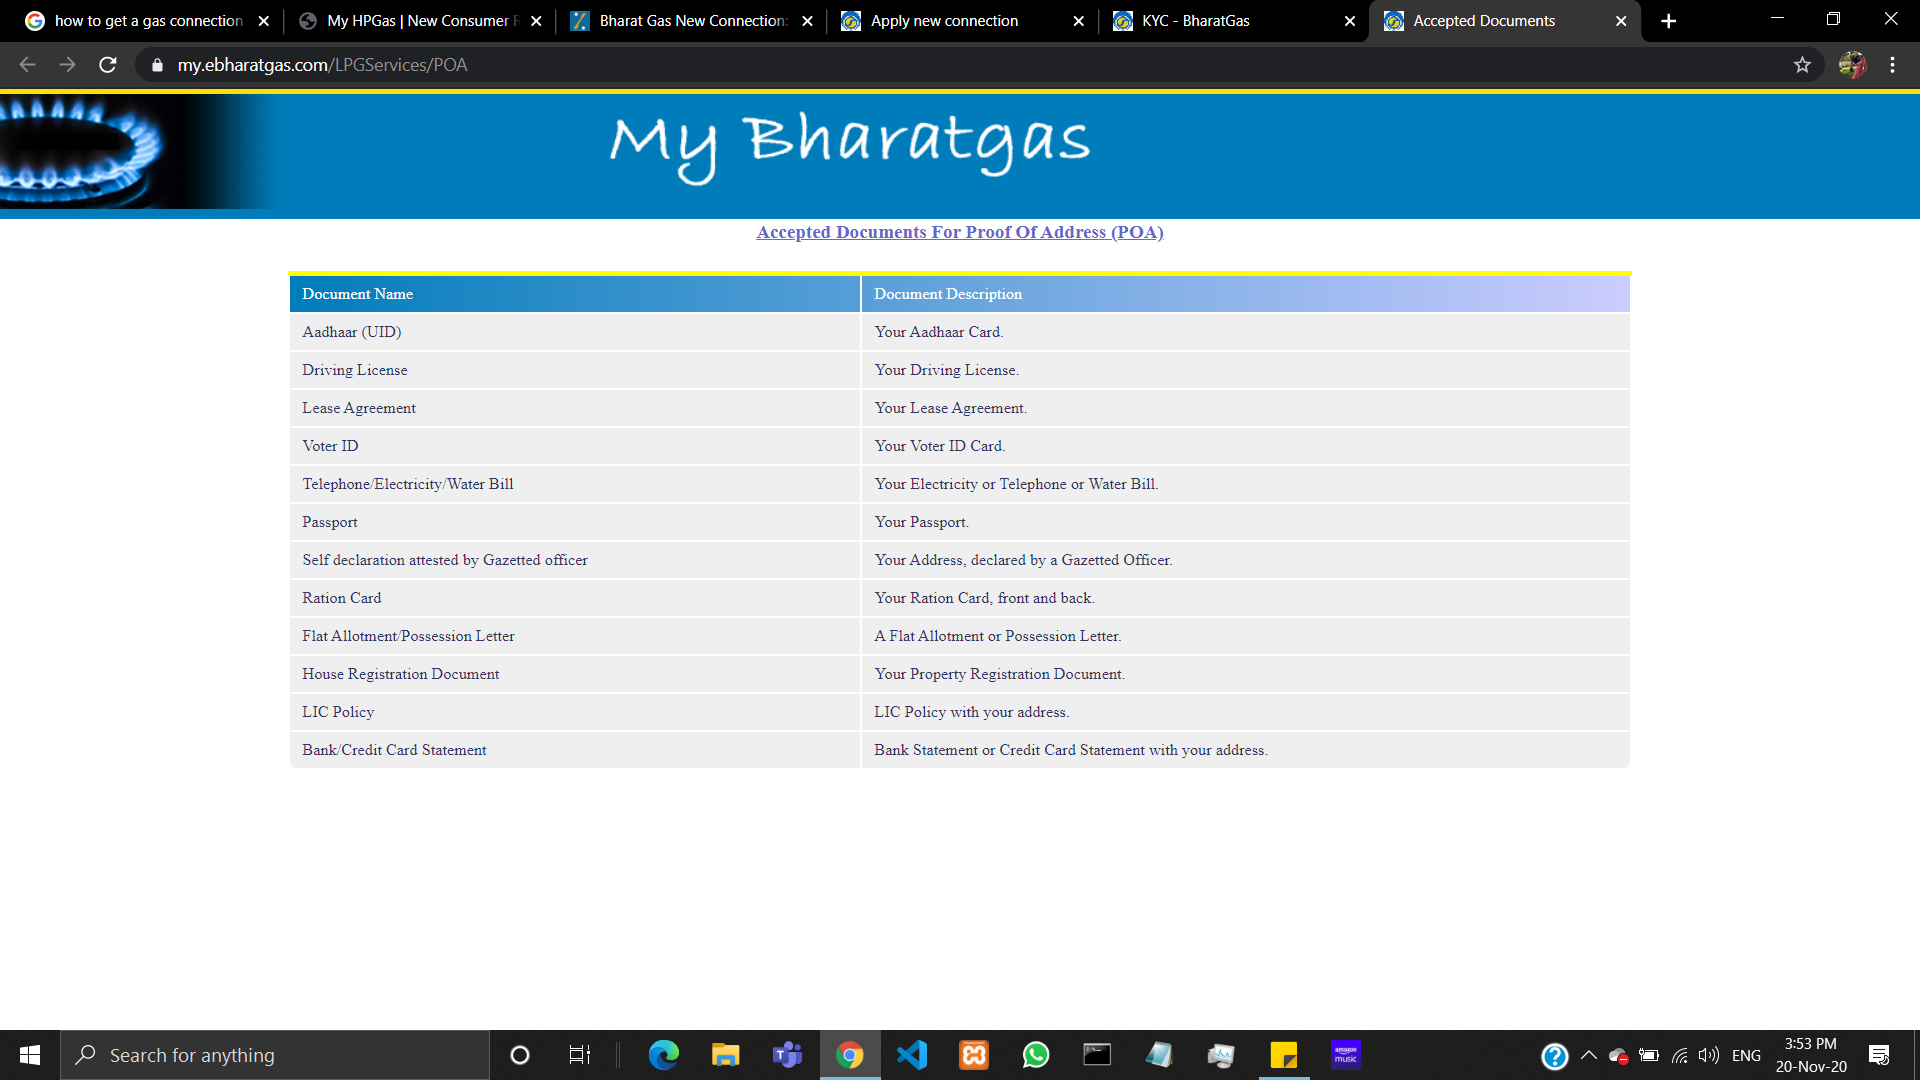 how to get a gas connection
My HPGas | New Consumer R
Bharat Gas New Connection:
Apply new connection
KYC - BharatGas
Accepted Documents
my.ebharatgas.com/LPGServices/POA
My Bharatgas
Accepted Documents For Proof Of Address (POA)
Document Name Document Description
Aadhaar (UID) Your Aadhaar Card.
Driving License Your Driving License.
Lease Agreement Your Lease Agreement.
Voter ID Your Voter ID Card.
Telephone/Electricity/Water Bill Your Electricity or Telephone or Water Bill.
Passport Your Passport.
Self declaration attested by Gazetted officer Your Address, declared by a Gazetted Officer.
Ration Card Your Ration Card, front and back.
Flat Allotment/Possession Letter A Flat Allotment or Possession Letter.
House Registration Document Your Property Registration Document.
LIC Policy LIC Policy with your address.
Bank/Credit Card Statement Bank Statement or Credit Card Statement with your address.
Search for anything
amazon
music
ENG
3:53 PM
20-Nov-20